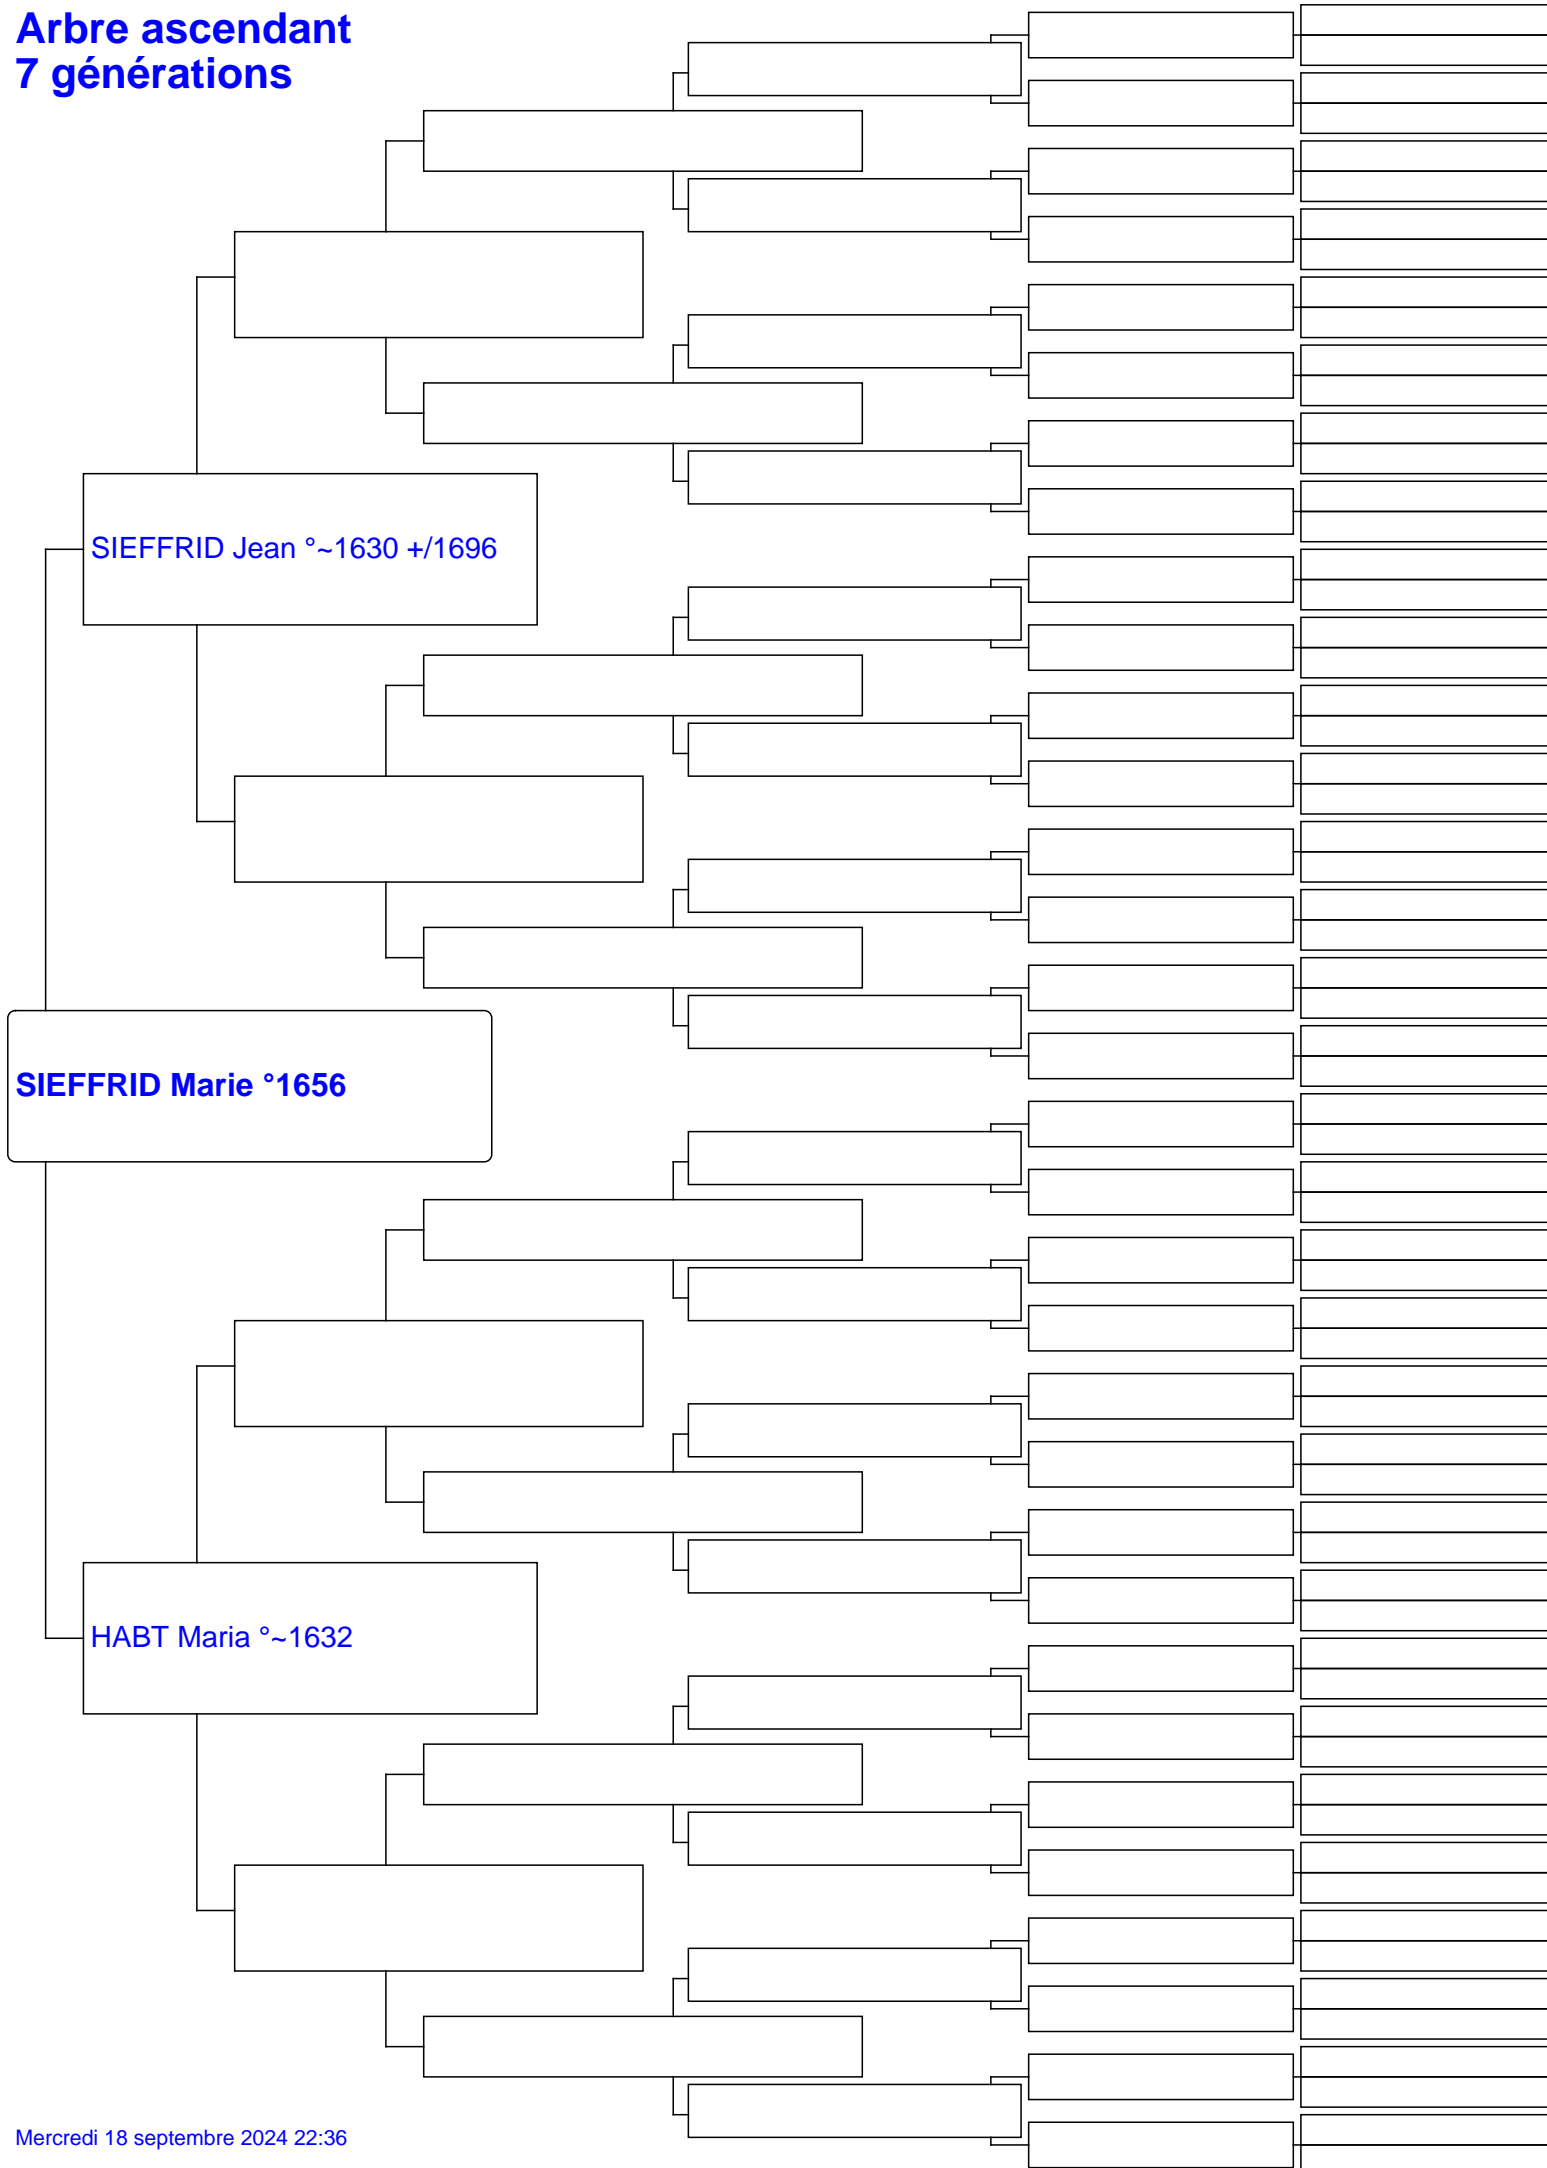 Arbre ascendant
7 générations
SIEFFRID Jean °~1630 +/1696
SIEFFRID Marie °1656
HABT Maria °~1632
Mercredi 18 septembre 2024 22:36